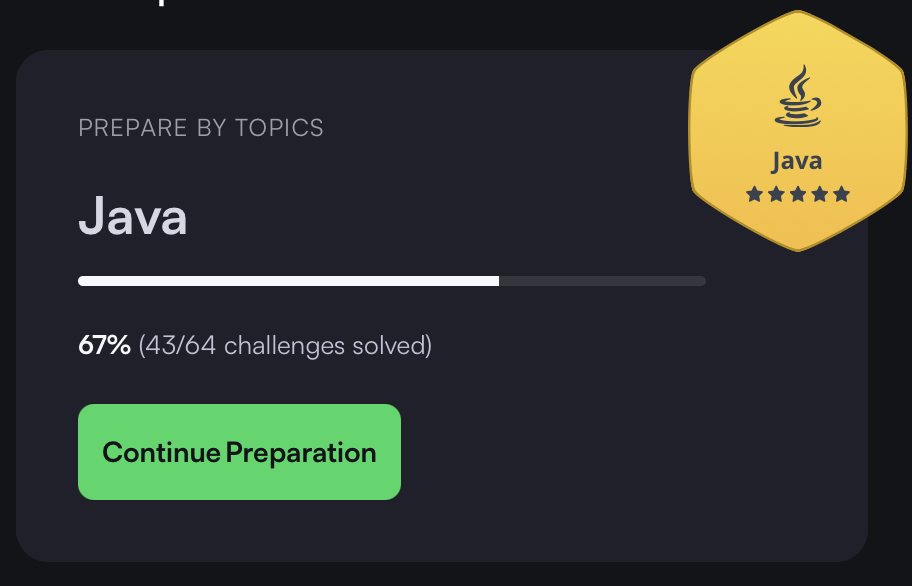 PREPARE BY TOPICS
Java
Java
67% (43/64 challenges solved)
Continue Preparation